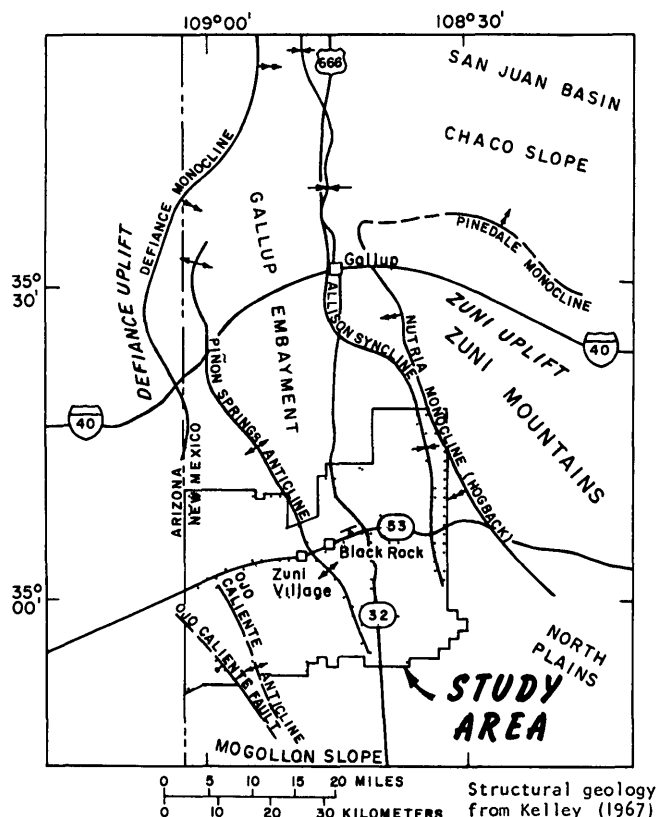 109°00'
108°30'
666
SAN JUAN BASIN
CHACO SLOPE
DEFIANCE MONOCLINE
DEFIANCE UPLIFT
GALLUP
EMBAYMENT
PINEDALE
MONOCLINE
Gallup
35°
30'
ALLISON SYNCLINE
ZUNI UPLIFT
ZUNI
MOUNTAINS
40
NUTRIA MONOCLINE (HOGBACK)
PIÑON SPRINGS ANTICLINE
40
ARIZONA
NEW MEXICO
53
Black Rock
Zuni
Village
35°
00'
32
OJO
CALIENTE
ANTICLINE
OJO CALIENTE FAULT
NORTH
PLAINS
STUDY
AREA
MOGOLLON SLOPE
0 5 10 15 20 MILES
0 10 20 30 KILOMETERS
Structural geology
from Kelley (1967)